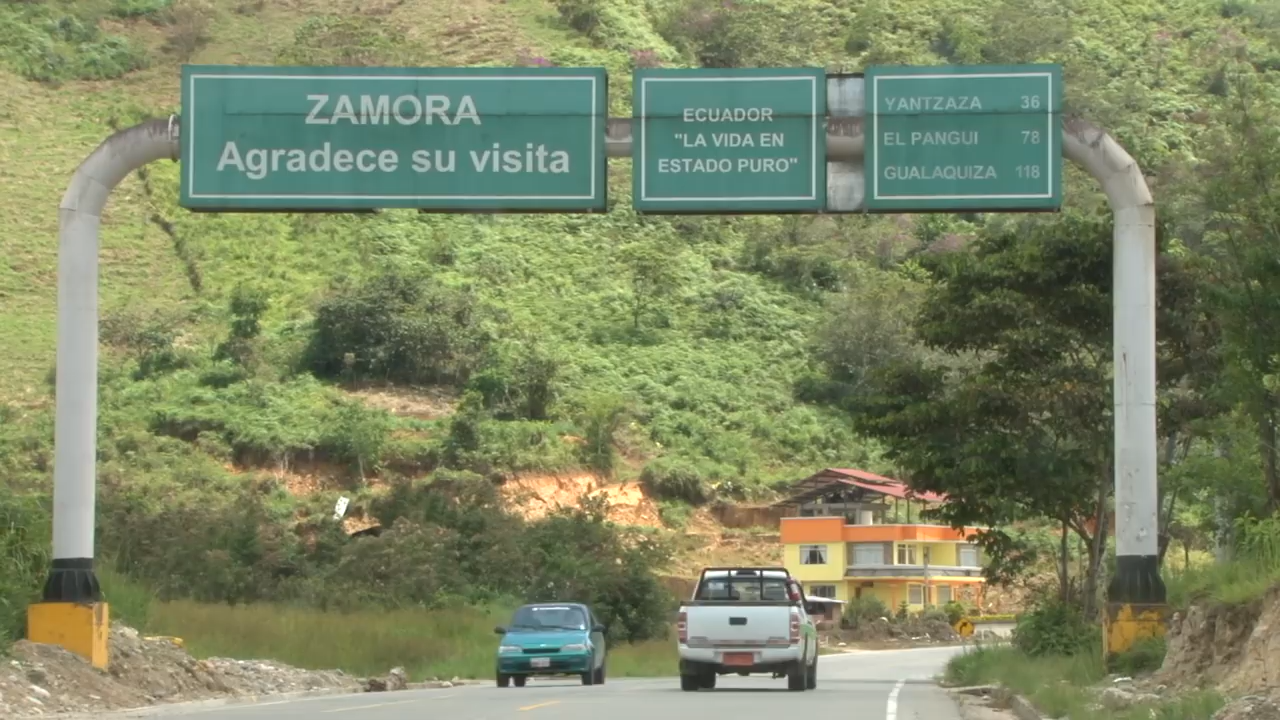 ZAMORA
Agradece su visita
ECUADOR
"LA VIDA EN
ESTADO PURO"
YANTZAZA 36
EL PANGUI 78
GUALAQUIZA 118